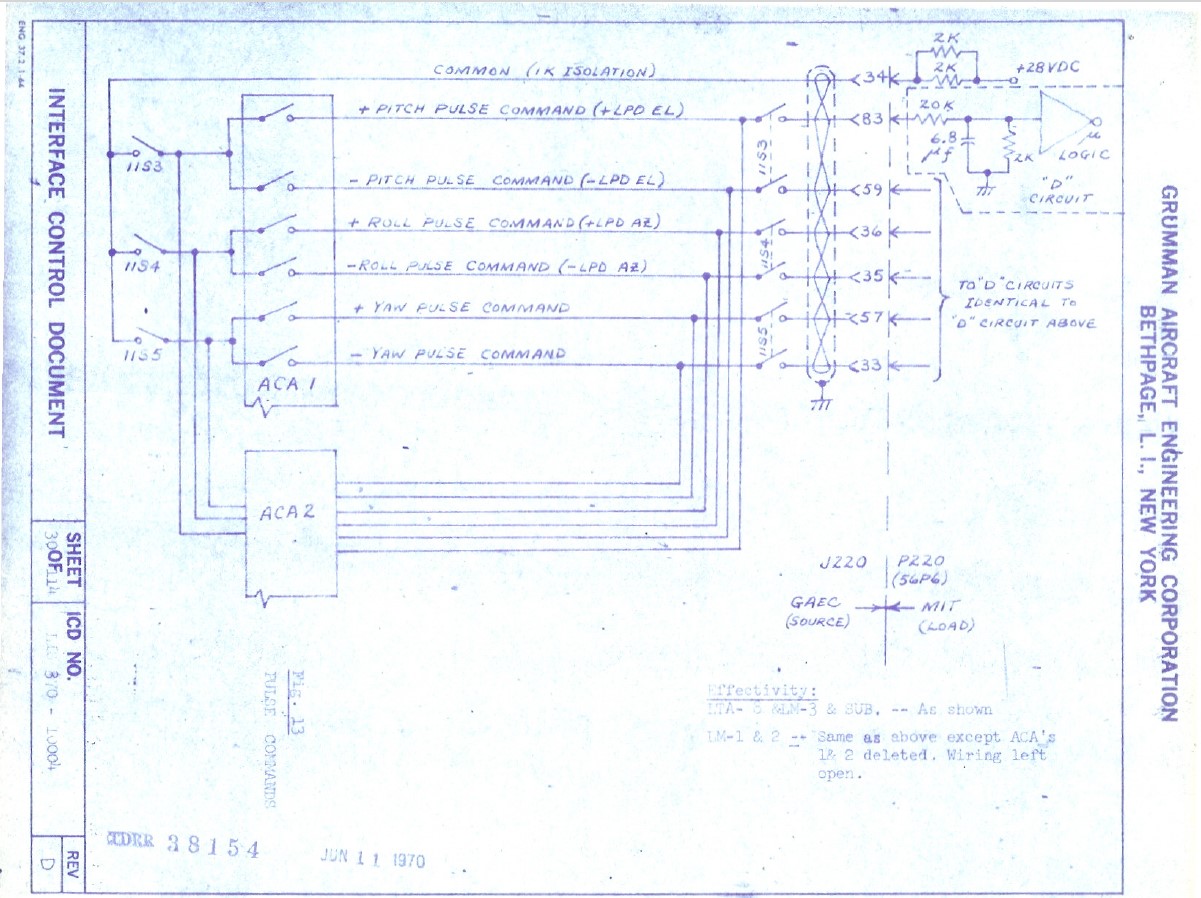 ENG 37.2 1-64
INTERFACE CONTROL DOCUMENT
SHEET
30 OF 114
ICD NO.
370-10004
REV
D
GRUMMAN AIRCRAFT ENGINEERING CORPORATION
BETHPAGE, L. I., NEW YORK
COMMON (1K ISOLATION)
+ PITCH PULSE COMMAND (+LPD EL)
- PITCH PULSE COMMAND (-LPD EL)
+ ROLL PULSE COMMAND (+LPD AZ)
-ROLL PULSE COMMAND (-LPD AZ)
+ YAW PULSE COMMAND
- YAW PULSE COMMAND
11S3
11S4
11S5
ACA 1
ACA 2
11S3
11S4
11S5
34
83
59
36
35
57
33
2K
2K
+28VDC
20K
6.8
μf
2K
μ
LOGIC
"D"
CIRCUIT
TO "D" CIRCUITS
IDENTICAL TO
"D" CIRCUIT ABOVE
J220
P220
(56P6)
GAEC
(SOURCE)
MIT
(LOAD)
Effectivity:
LTA- 8 &LM-3 & SUB. -- As shown
LM-1 & 2 -- Same as above except ACA's
1& 2 deleted. Wiring left
open.
Fig. 13
PULSE COMMANDS
TDRR 38154
JUN 11 1970